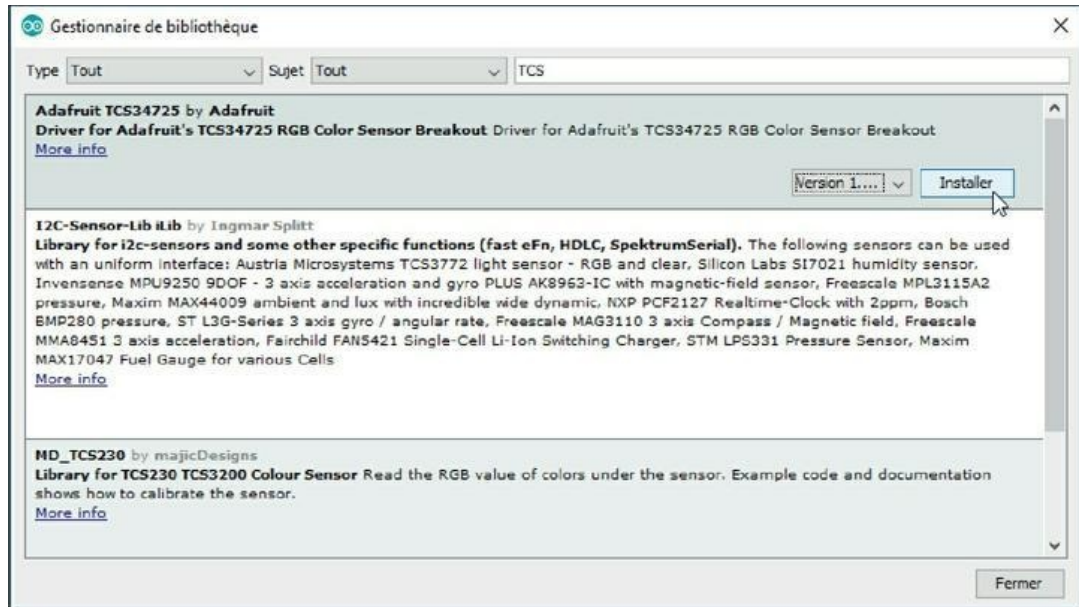 Gestionnaire de bibliothèque
Type Tout Sujet Tout TCS
Adafruit TCS34725 by Adafruit
Driver for Adafruit's TCS34725 RGB Color Sensor Breakout Driver for Adafruit's TCS34725 RGB Color Sensor Breakout
More info
Version 1.... Installer
I2C-Sensor-Lib iLib by Ingmar Splitt
Library for i2c-sensors and some other specific functions (fast eFn, HDLC, SpektrumSerial). The following sensors can be used
with an uniform interface: Austria Microsystems TCS3772 light sensor - RGB and clear, Silicon Labs SI7021 humidity sensor,
Invensense MPU9250 9DOF - 3 axis acceleration and gyro PLUS AK8963-IC with magnetic-field sensor, Freescale MPL3115A2
pressure, Maxim MAX44009 ambient and lux with incredible wide dynamic, NXP PCF2127 Realtime-Clock with 2ppm, Bosch
BMP280 pressure, ST L3G-Series 3 axis gyro / angular rate, Freescale MAG3110 3 axis Compass / Magnetic field, Freescale
MMA8451 3 axis acceleration, Fairchild FAN5421 Single-Cell Li-Ion Switching Charger, STM LPS331 Pressure Sensor, Maxim
MAX17047 Fuel Gauge for various Cells
More info
MD_TCS230 by majicDesigns
Library for TCS230 TCS3200 Colour Sensor Read the RGB value of colors under the sensor. Example code and documentation
shows how to calibrate the sensor.
More info
Fermer